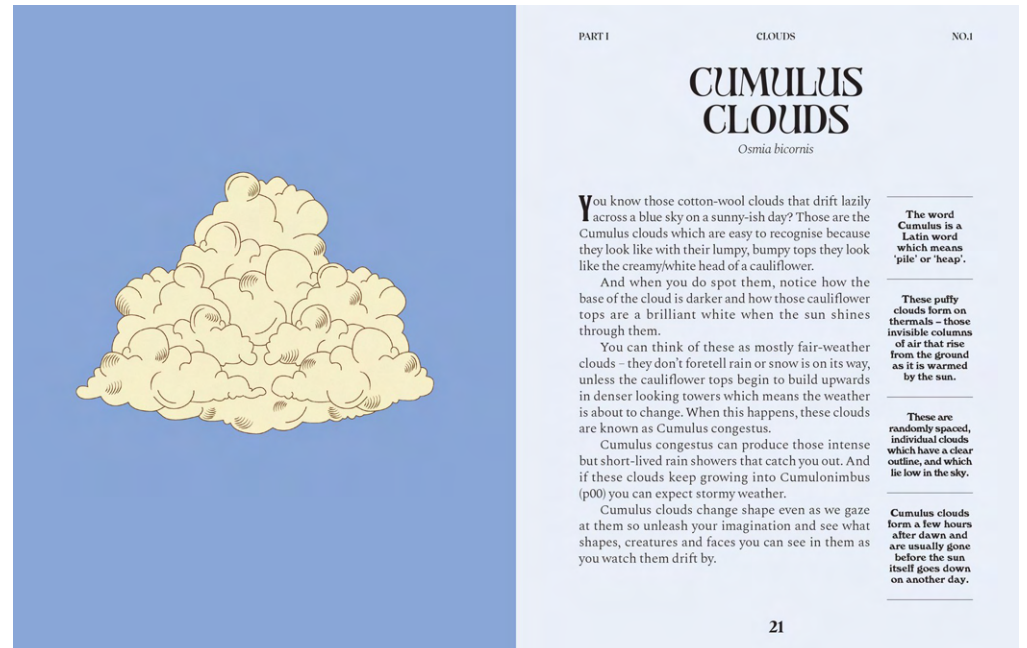 PART I
CLOUDS
NO.1
CUMULUS
CLOUDS
Osmia bicornis
You know those cotton-wool clouds that drift lazily
across a blue sky on a sunny-ish day? Those are the
Cumulus clouds which are easy to recognise because
they look like with their lumpy, bumpy tops they look
like the creamy/white head of a cauliflower.
And when you do spot them, notice how the
base of the cloud is darker and how those cauliflower
tops are a brilliant white when the sun shines
through them.
You can think of these as mostly fair-weather
clouds – they don't foretell rain or snow is on its way,
unless the cauliflower tops begin to build upwards
in denser looking towers which means the weather
is about to change. When this happens, these clouds
are known as Cumulus congestus.
Cumulus congestus can produce those intense
but short-lived rain showers that catch you out. And
if these clouds keep growing into Cumulonimbus
(p00) you can expect stormy weather.
Cumulus clouds change shape even as we gaze
at them so unleash your imagination and see what
shapes, creatures and faces you can see in them as
you watch them drift by.
The word
Cumulus is a
Latin word
which means
'pile' or 'heap'.
These puffy
clouds form on
thermals – those
invisible columns
of air that rise
from the ground
as it is warmed
by the sun.
These are
randomly spaced,
individual clouds
which have a clear
outline, and which
lie low in the sky.
Cumulus clouds
form a few hours
after dawn and
are usually gone
before the sun
itself goes down
on another day.
21